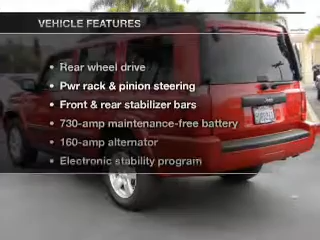 VEHICLE FEATURES
• Rear wheel drive
• Pwr rack & pinion steering
• Front & rear stabilizer bars
• 730-amp maintenance-free battery
• 160-amp alternator
• Electronic stability program
Jeep